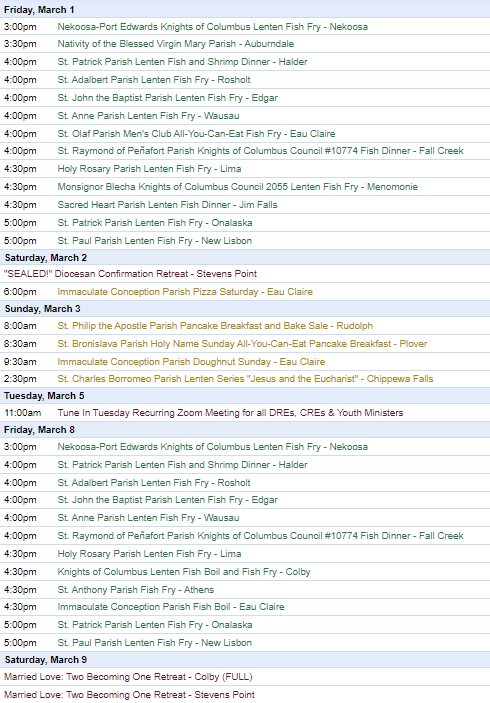 Friday, March 1
3:00pm Nekoosa-Port Edwards Knights of Columbus Lenten Fish Fry - Nekoosa
3:30pm Nativity of the Blessed Virgin Mary Parish - Auburndale
4:00pm St. Patrick Parish Lenten Fish and Shrimp Dinner - Halder
4:00pm St. Adalbert Parish Lenten Fish Fry - Rosholt
4:00pm St. John the Baptist Parish Lenten Fish Fry - Edgar
4:00pm St. Anne Parish Lenten Fish Fry - Wausau
4:00pm St. Olaf Parish Men's Club All-You-Can-Eat Fish Fry - Eau Claire
4:00pm St. Raymond of Peñafort Parish Knights of Columbus Council #10774 Fish Dinner - Fall Creek
4:30pm Holy Rosary Parish Lenten Fish Fry - Lima
4:30pm Monsignor Blecha Knights of Columbus Council 2055 Lenten Fish Fry - Menomonie
4:30pm Sacred Heart Parish Lenten Fish Dinner - Jim Falls
5:00pm St. Patrick Parish Lenten Fish Fry - Onalaska
5:00pm St. Paul Parish Lenten Fish Fry - New Lisbon
Saturday, March 2
"SEALED!" Diocesan Confirmation Retreat - Stevens Point
6:00pm Immaculate Conception Parish Pizza Saturday - Eau Claire
Sunday, March 3
8:00am St. Philip the Apostle Parish Pancake Breakfast and Bake Sale - Rudolph
8:30am St. Bronislava Parish Holy Name Sunday All-You-Can-Eat Pancake Breakfast - Plover
9:30am Immaculate Conception Parish Doughnut Sunday - Eau Claire
2:30pm St. Charles Borromeo Parish Lenten Series "Jesus and the Eucharist" - Chippewa Falls
Tuesday, March 5
11:00am Tune In Tuesday Recurring Zoom Meeting for all DREs, CREs & Youth Ministers
Friday, March 8
3:00pm Nekoosa-Port Edwards Knights of Columbus Lenten Fish Fry - Nekoosa
4:00pm St. Patrick Parish Lenten Fish and Shrimp Dinner - Halder
4:00pm St. Adalbert Parish Lenten Fish Fry - Rosholt
4:00pm St. John the Baptist Parish Lenten Fish Fry - Edgar
4:00pm St. Anne Parish Lenten Fish Fry - Wausau
4:00pm St. Raymond of Peñafort Parish Knights of Columbus Council #10774 Fish Dinner - Fall Creek
4:30pm Holy Rosary Parish Lenten Fish Fry - Lima
4:30pm Knights of Columbus Lenten Fish Boil and Fish Fry - Colby
4:30pm St. Anthony Parish Fish Fry - Athens
4:30pm Immaculate Conception Parish Fish Boil - Eau Claire
5:00pm St. Patrick Parish Lenten Fish Fry - Onalaska
5:00pm St. Paul Parish Lenten Fish Fry - New Lisbon
Saturday, March 9
Married Love: Two Becoming One Retreat - Colby (FULL)
Married Love: Two Becoming One Retreat - Stevens Point